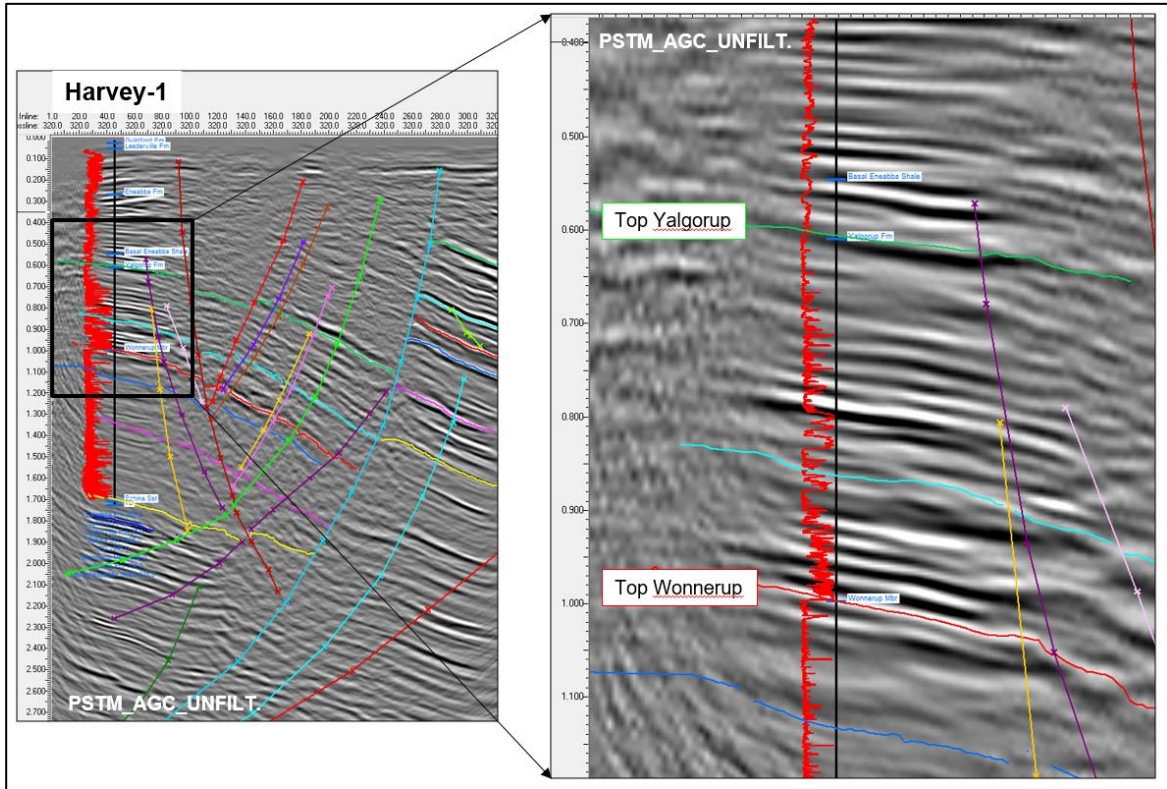 Harvey-1
Inline: 1.0 20.0 40.0 60.0 80.0 100.0 120.0 140.0 160.0 180.0 200.0 220.0 240.0 260.0 280.0 300.0
ossline: 320.0 320.0 320.0 320.0 320.0 320.0 320.0 320.0 320.0 320.0 320.0 320.0 320.0 320.0 320.0 320.0
0.000
Leederville Fm
0.100
0.200
Eneabba Fm
0.300
0.400
0.500
Basal Eneabba Shale
0.600
Yalgorup Fm
0.700
0.800
0.900
1.000
Wonnerup Mbr
1.100
1.200
1.300
1.400
1.500
1.600
1.700
1.800
1.900
2.000
2.100
2.200
2.300
2.400
2.500
2.600
2.700
PSTM_AGC_UNFILT.
PSTM_AGC_UNFILT.
0.400
0.500
Basal Eneabba Shale
Top Yalgorup
0.600
Yalgorup Fm
0.700
0.800
0.900
Top Wonnerup
1.000
Wonnerup Mbr
1.100